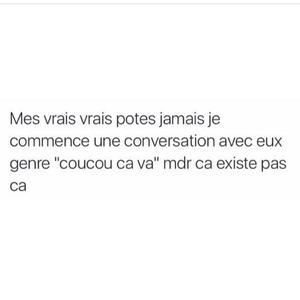 Mes vrais vrais potes jamais je
commence une conversation avec eux
genre "coucou ca va" mdr ca existe pas
ca